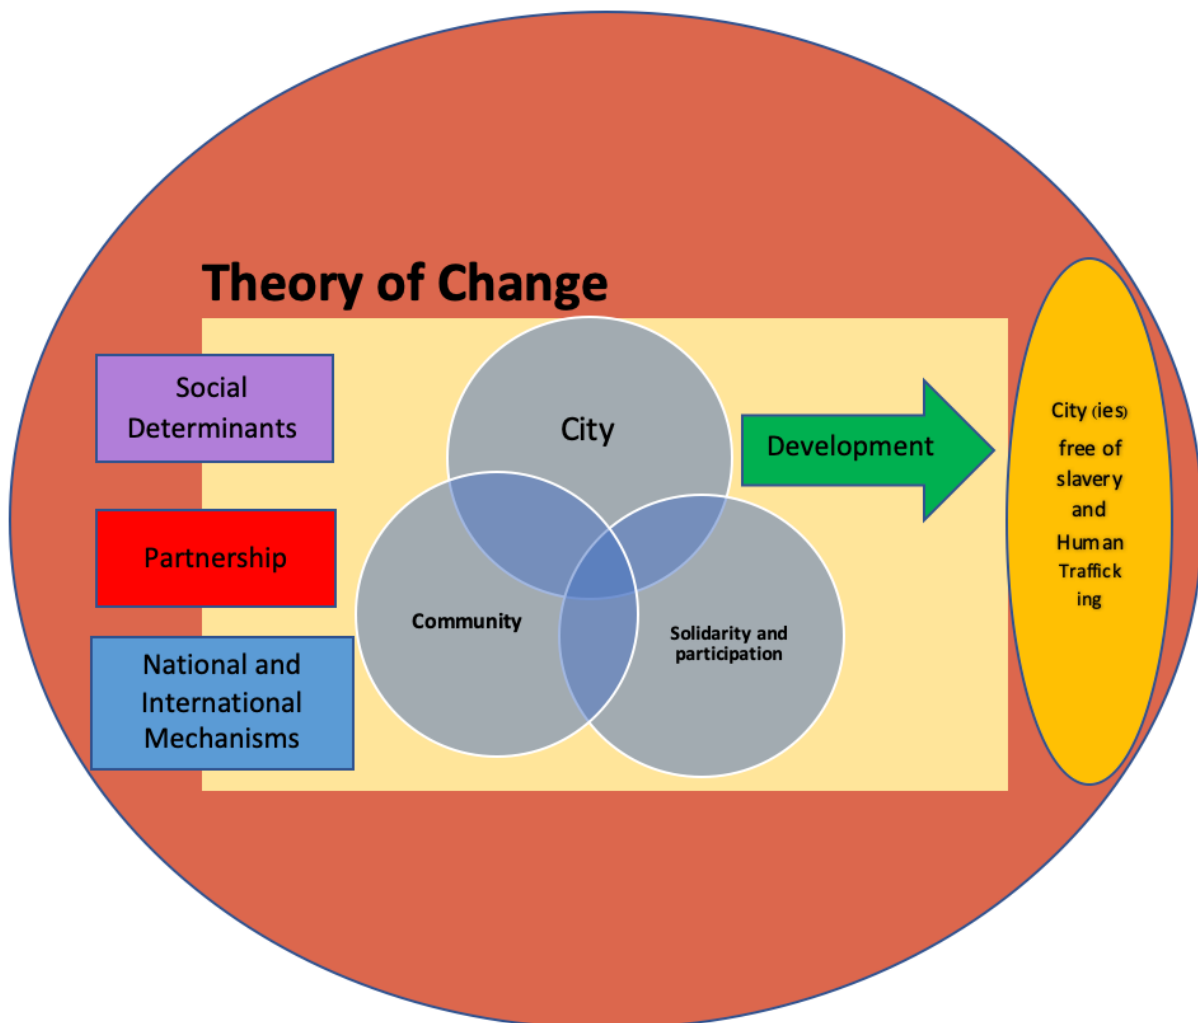 Theory of Change
Social
Determinants
Partnership
National and
International
Mechanisms
City
Community
Solidarity and
participation
Development
City (ies)
free of
slavery
and
Human
Traffick
ing